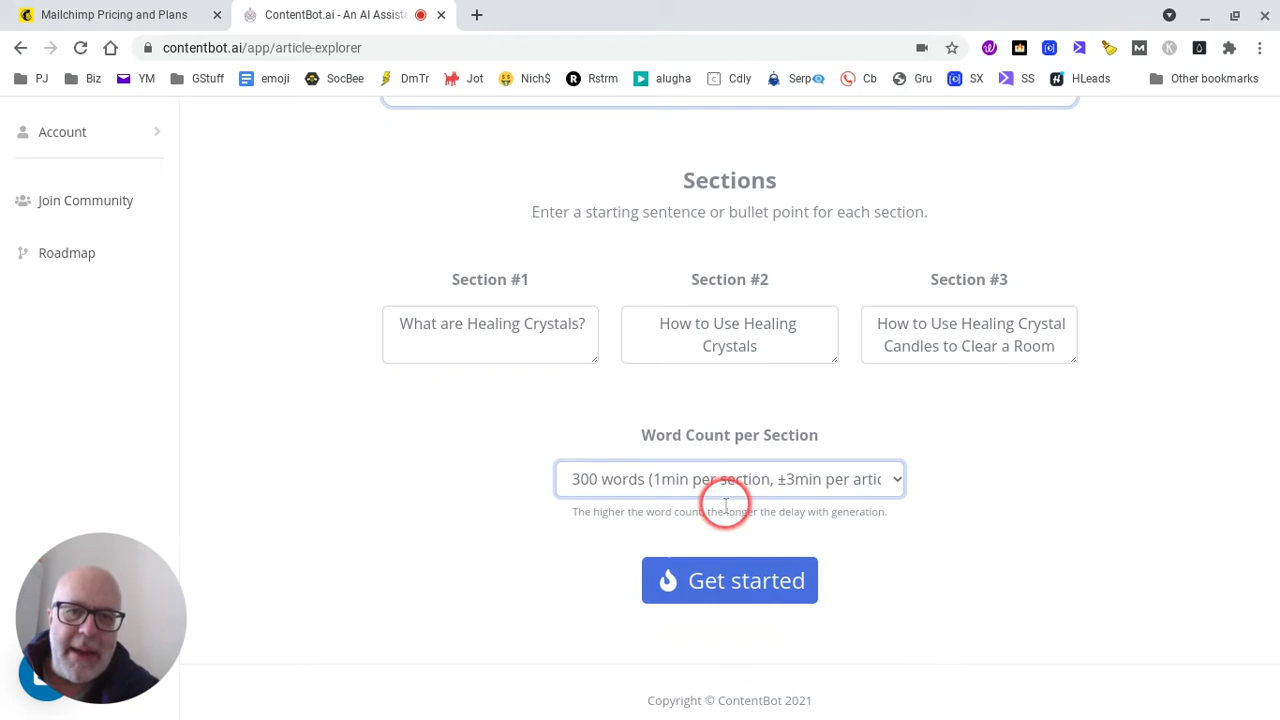 Mailchimp Pricing and Plans
ContentBot.ai - An AI Assista
contentbot.ai/app/article-explorer
PJ Biz YM GStuff emoji SocBee DmTr Jot Nich$ Rstrm alugha Cdly Serp Cb Gru SX SS HLeads Other bookmarks
Account
Join Community
Roadmap
Sections
Enter a starting sentence or bullet point for each section.
Section #1 Section #2 Section #3
What are Healing Crystals?
How to Use Healing
Crystals
How to Use Healing Crystal
Candles to Clear a Room
Word Count per Section
300 words (1min per section, ±3min per artic
The higher the word count, the longer the delay with generation.
Get started
Copyright © ContentBot 2021